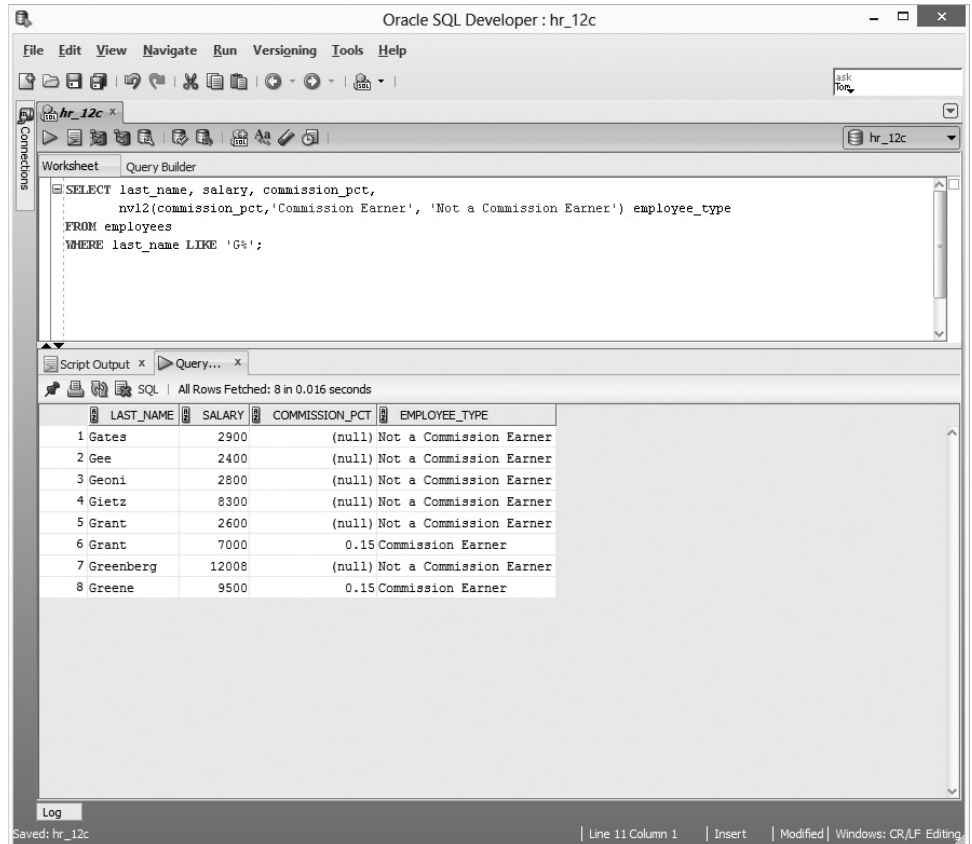 Oracle SQL Developer : hr_12c
File Edit View Navigate Run Versioning Tools Help
ask
Tom
hr_12c x
Connections
hr_12c
Worksheet Query Builder
SELECT last_name, salary, commission_pct,
nvl2(commission_pct,'Commission Earner', 'Not a Commission Earner') employee_type
FROM employees
WHERE last_name LIKE 'G%';
Script Output x Query... x
SQL | All Rows Fetched: 8 in 0.016 seconds
LAST_NAME SALARY COMMISSION_PCT EMPLOYEE_TYPE
1 Gates 2900 (null) Not a Commission Earner
2 Gee 2400 (null) Not a Commission Earner
3 Geoni 2800 (null) Not a Commission Earner
4 Gietz 8300 (null) Not a Commission Earner
5 Grant 2600 (null) Not a Commission Earner
6 Grant 7000 0.15 Commission Earner
7 Greenberg 12008 (null) Not a Commission Earner
8 Greene 9500 0.15 Commission Earner
Log
Saved: hr_12c | Line 11 Column 1 | Insert | Modified | Windows: CR/LF Editing